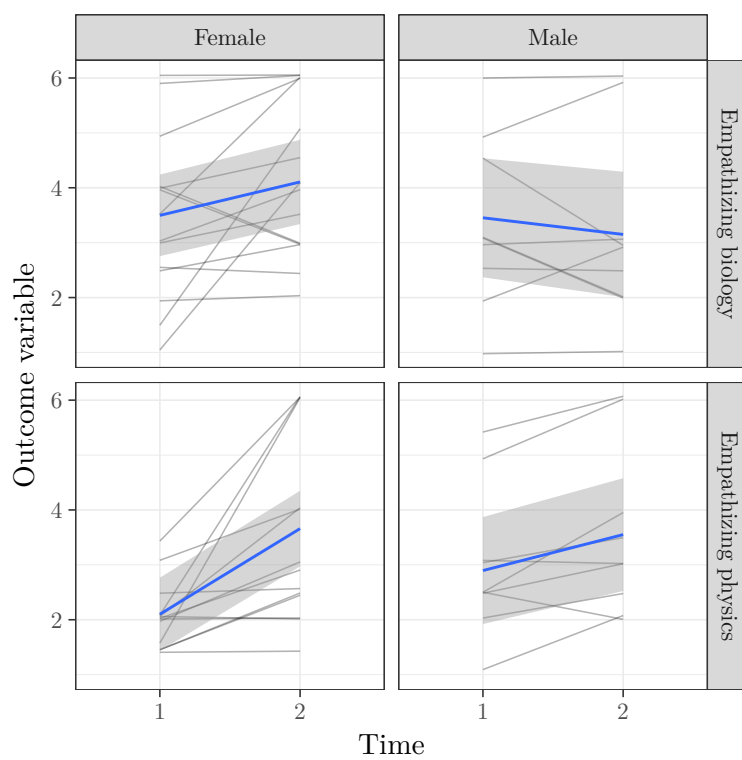 Female
Male
6
4
2
Empathizing biology
6
4
2
Empathizing physics
Outcome variable
1
2
1
2
Time